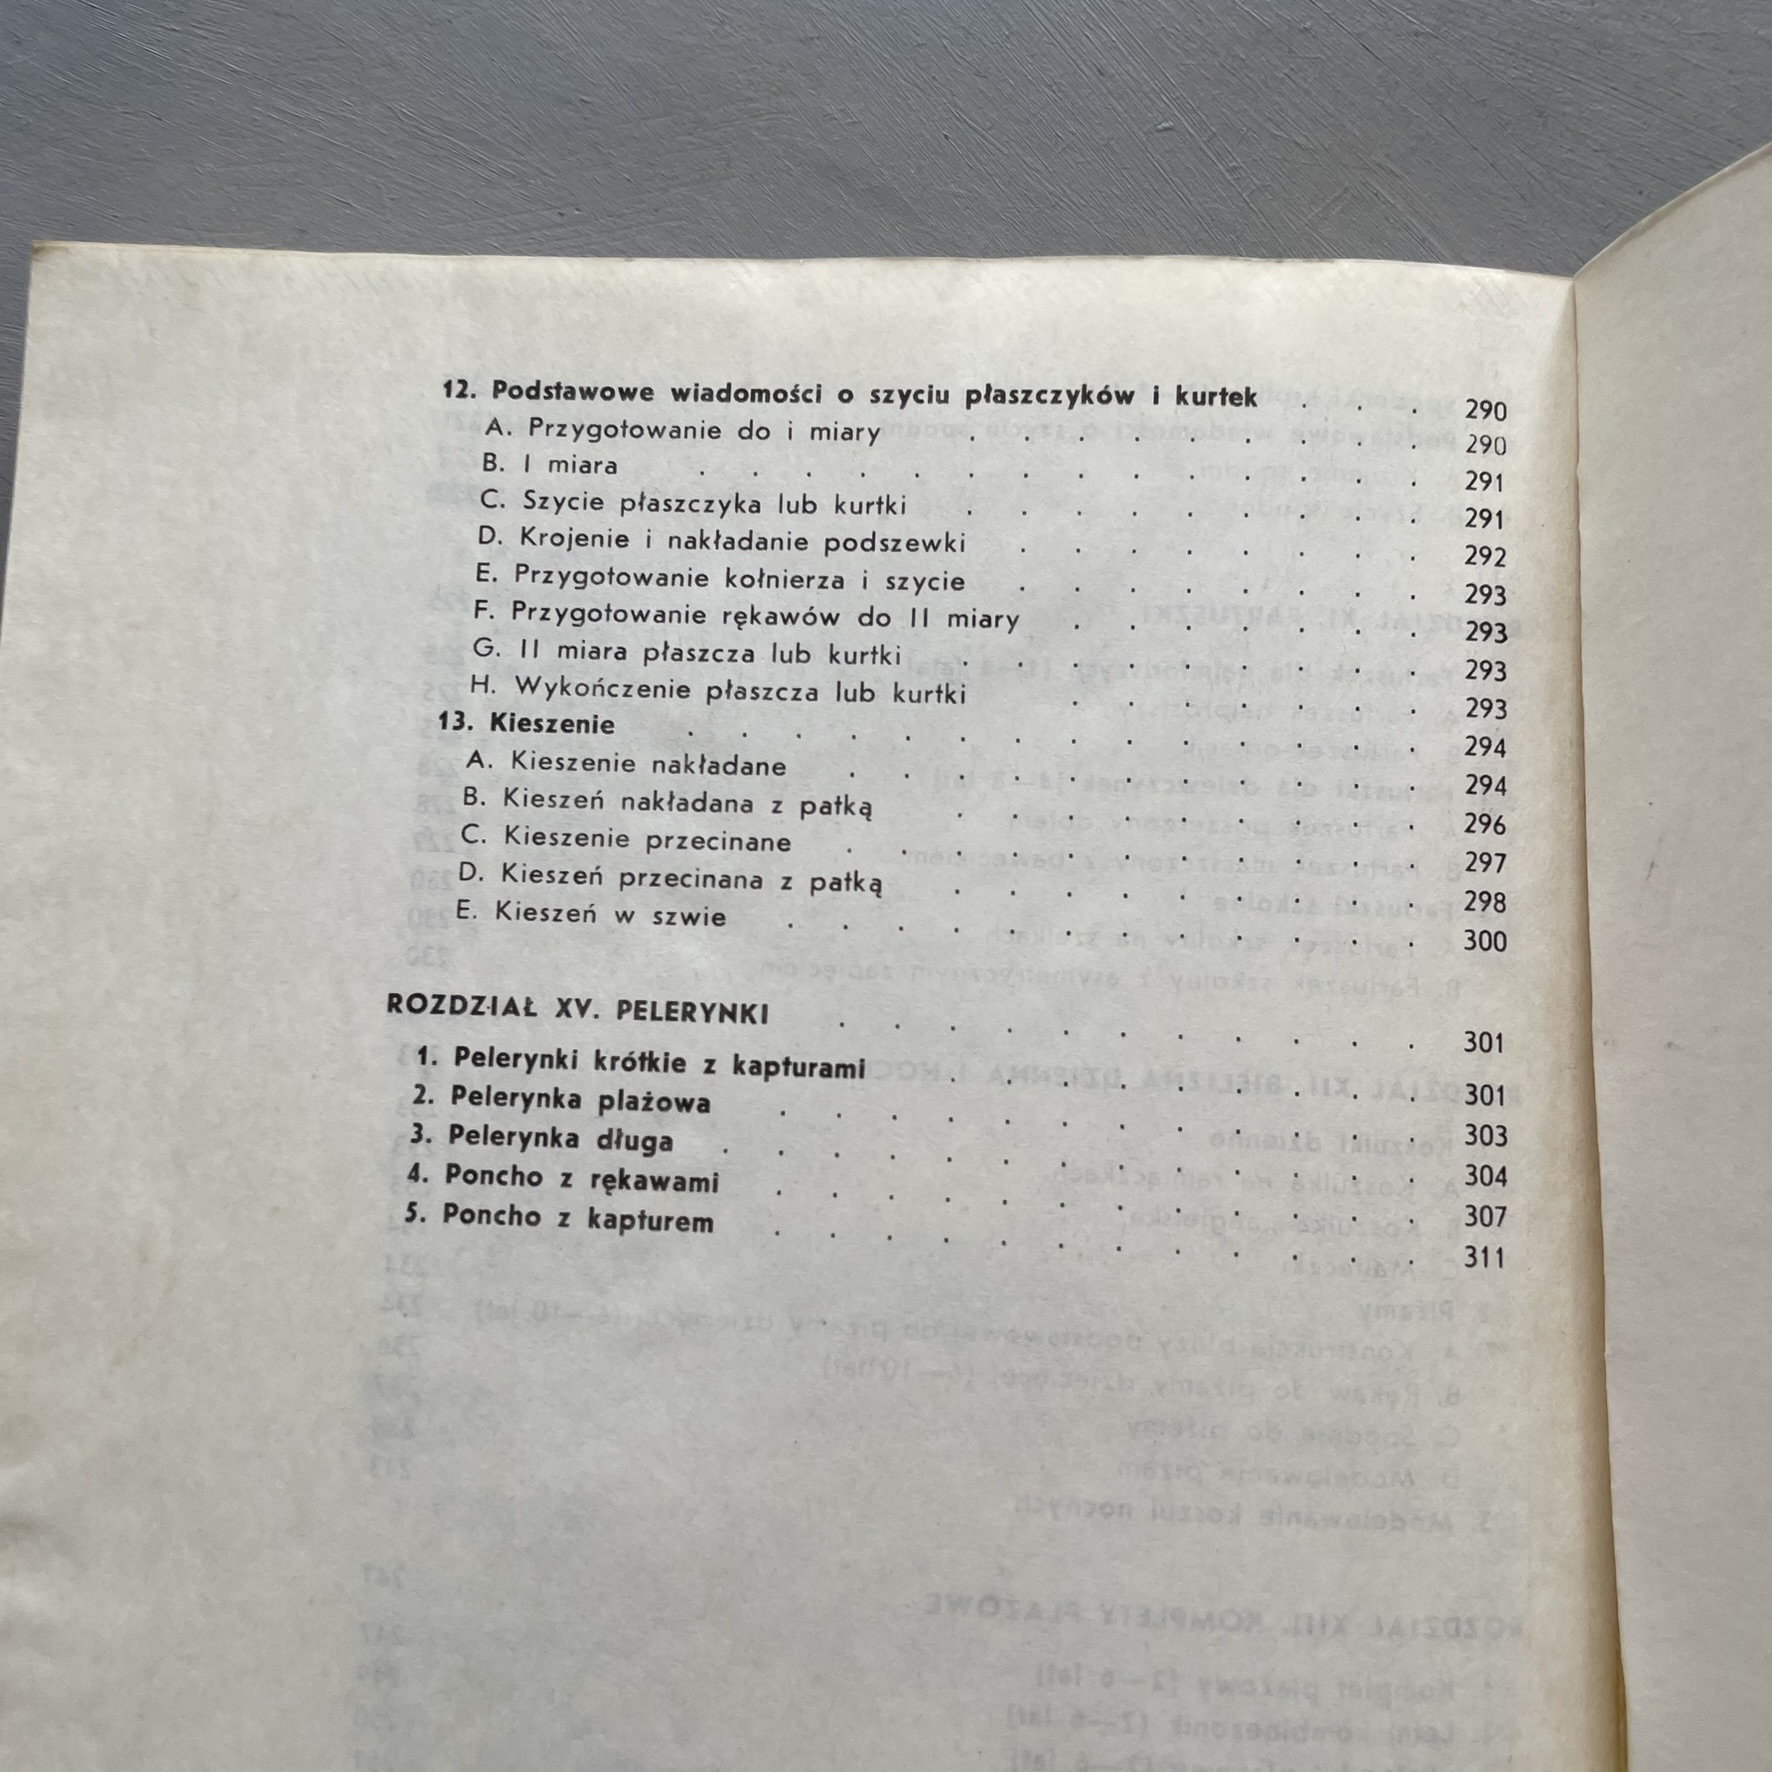 12. Podstawowe wiadomości o szyciu płaszczyków i kurtek . . . 290
A. Przygotowanie do i miary . . . . . . . . . 290
B. I miara . . . . . . . . . . . . . . 291
C. Szycie płaszczyka lub kurtki . . . . . . . . . 291
D. Krojenie i nakładanie podszewki . . . . . . . . 292
E. Przygotowanie kołnierza i szycie . . . . . . . . 293
F. Przygotowanie rękawów do II miary . . . . . . . 293
G. II miara płaszcza lub kurtki . . . . . . . . . 293
H. Wykończenie płaszcza lub kurtki . . . . . . . 293
13. Kieszenie . . . . . . . . . . . . . . 294
A. Kieszenie nakładane . . . . . . . . . . . 294
B. Kieszeń nakładana z patką . . . . . . . . . 296
C. Kieszenie przecinane . . . . . . . . . . . 297
D. Kieszeń przecinana z patką . . . . . . . . . 298
E. Kieszeń w szwie . . . . . . . . . . . . 300
ROZDZIAŁ XV. PELERYNKI . . . . . . . . . . . 301
1. Pelerynki krótkie z kapturami . . . . . . . . . 301
2. Pelerynka plażowa . . . . . . . . . . . . 303
3. Pelerynka długa . . . . . . . . . . . . . 304
4. Poncho z rękawami . . . . . . . . . . . . 307
5. Poncho z kapturem . . . . . . . . . . . . 311